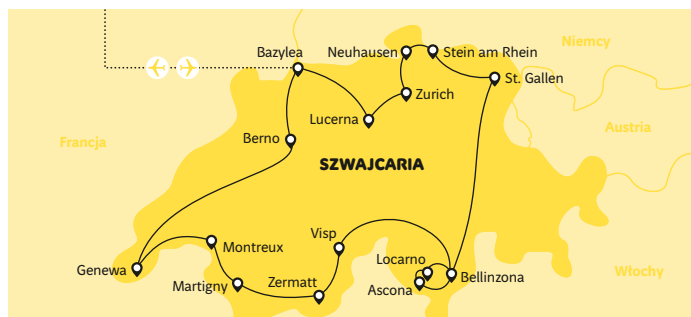 Niemcy
Bazylea
Neuhausen
Stein am Rhein
St. Gallen
Zurich
Lucerna
Austria
Berno
Francja
SZWAJCARIA
Visp
Montreux
Locarno
Genewa
Włochy
Bellinzona
Zermatt
Martigny
Ascona